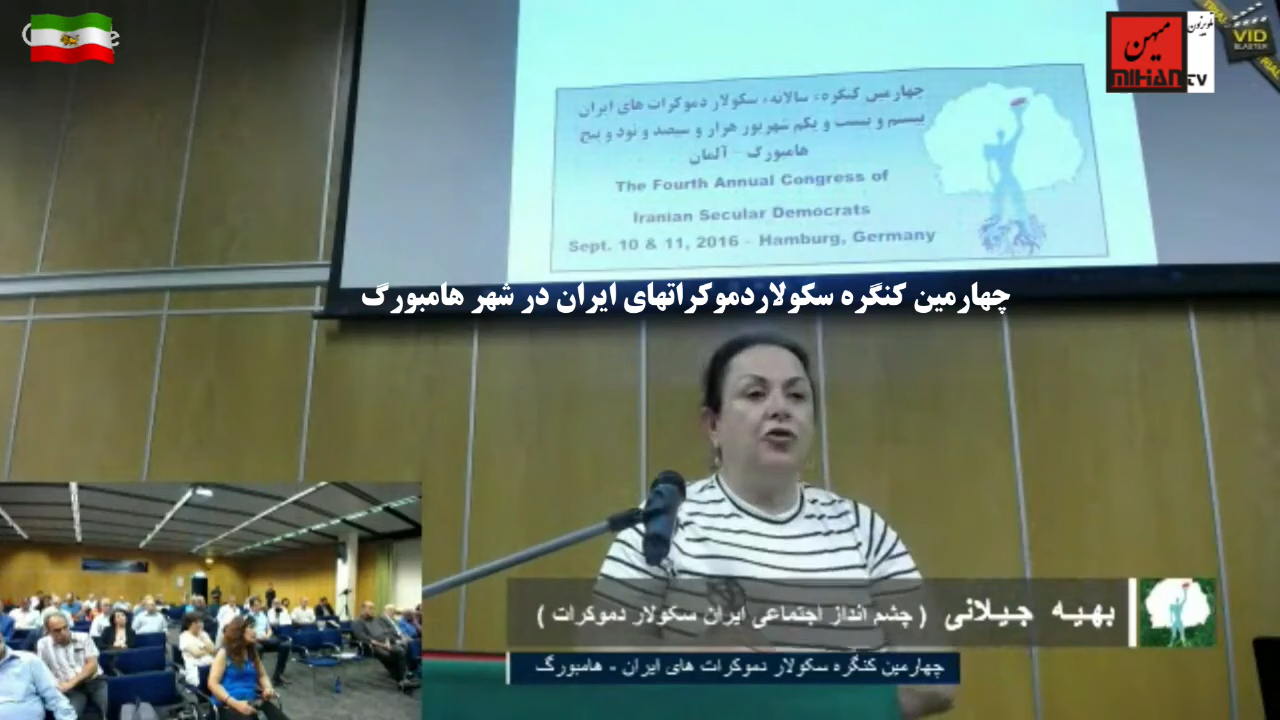 میهن
تلویزیون
MIHAN TV
VID
BLASTER
چهارمین کنگره، سالانه، سکولار دموکرات های ایران
بیستم و بیست و یکم شهریور هزار و سیصد و نود و پنج
هامبورگ - آلمان
The Fourth Annual Congress of
Iranian Secular Democrats
Sept. 10 & 11, 2016 - Hamburg, Germany
چهارمین کنگره سکولاردموکراتهای ایران در شهر هامبورگ
بهیه جیلانی ( چشم انداز اجتماعی ایران سکولار دموکرات )
چهارمین کنگره سکولار دموکرات های ایران - هامبورگ